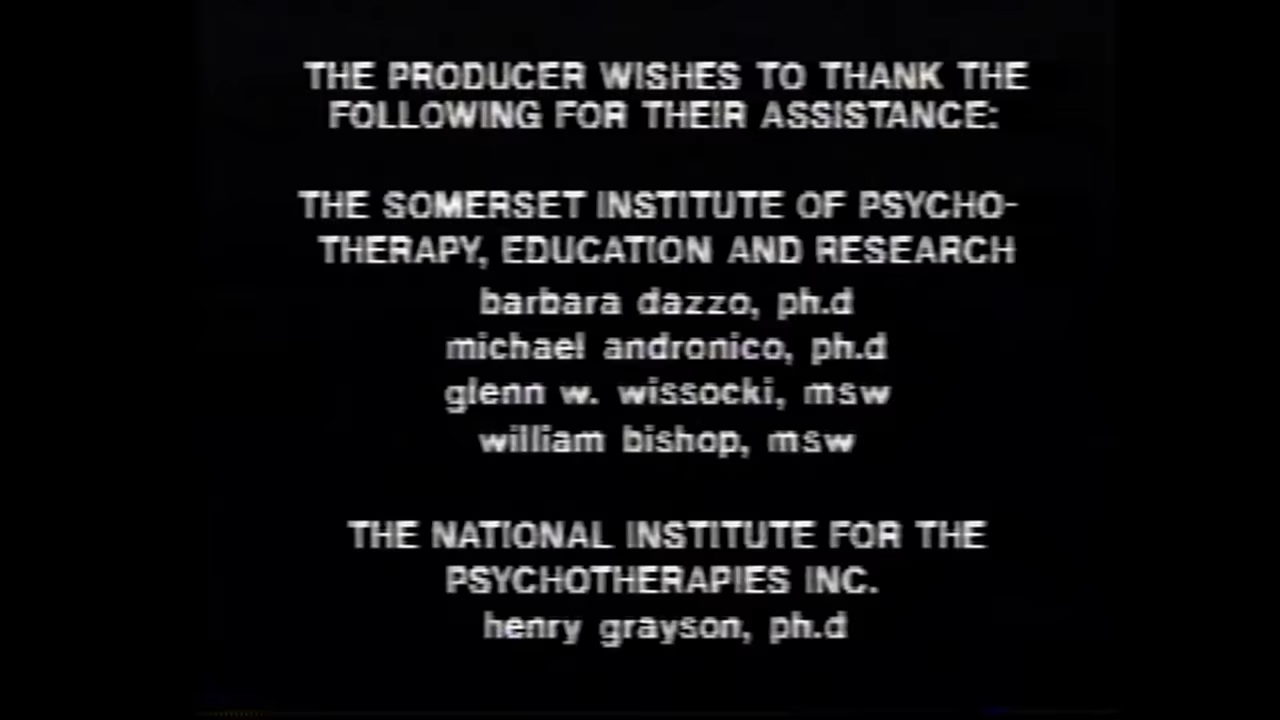 THE PRODUCER WISHES TO THANK THE
FOLLOWING FOR THEIR ASSISTANCE:
THE SOMERSET INSTITUTE OF PSYCHO-
THERAPY, EDUCATION AND RESEARCH
barbara dazzo, ph.d
michael andronico, ph.d
glenn w. wissocki, msw
william bishop, msw
THE NATIONAL INSTITUTE FOR THE
PSYCHOTHERAPIES INC.
henry grayson, ph.d